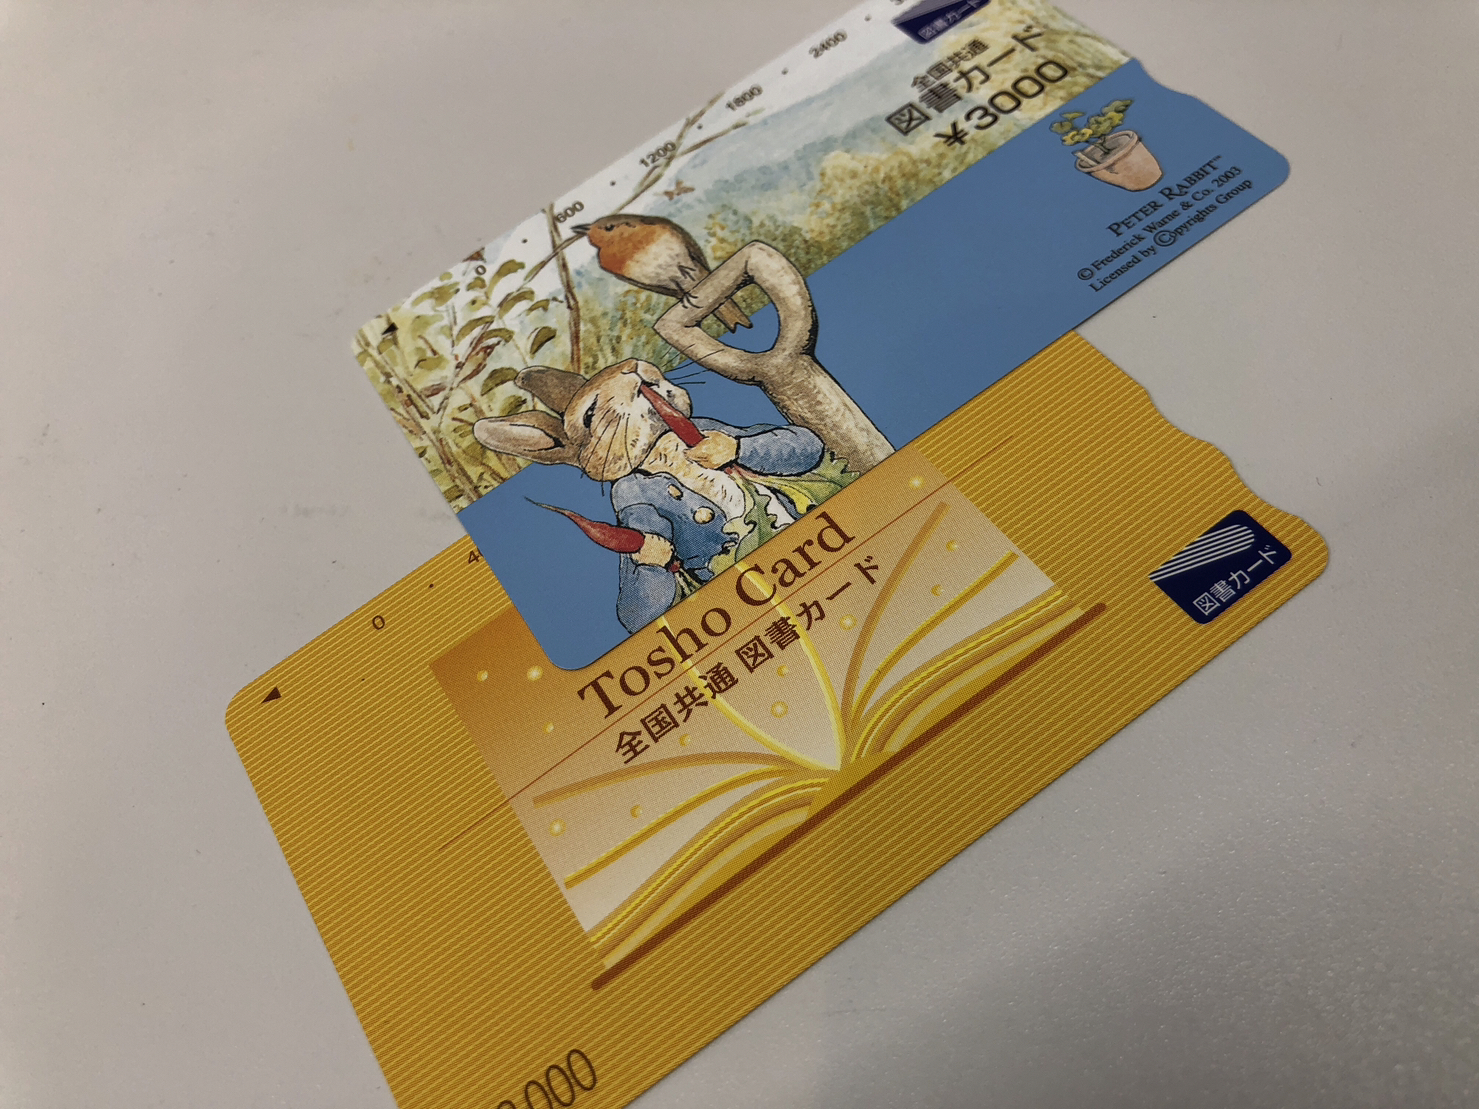 図書カード
全国共通
図書カード
¥3000
2400
1800
1200
600
0
PETER RABBIT™
© Frederick Warne & Co. 2003
Licensed by ©opyrights Group
0
Tosho Card
全国共通 図書カード
図書カード
000